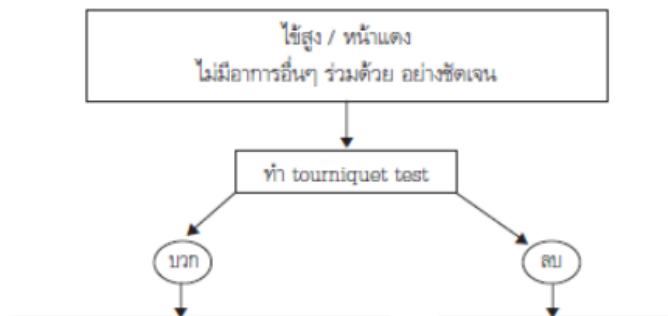 ไข้สูง / หน้าแดง
ไม่มีอาการอื่นๆ ร่วมด้วย อย่างชัดเจน
ทำ tourniquet test
บวก
ลบ